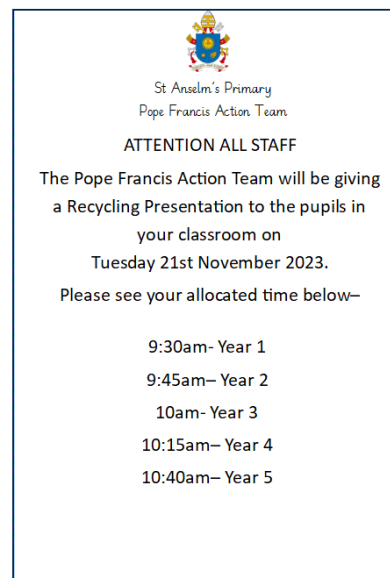 St Anselm's Primary
Pope Francis Action Team
ATTENTION ALL STAFF
The Pope Francis Action Team will be giving
a Recycling Presentation to the pupils in
your classroom on
Tuesday 21st November 2023.
Please see your allocated time below–
9:30am- Year 1
9:45am– Year 2
10am- Year 3
10:15am– Year 4
10:40am– Year 5